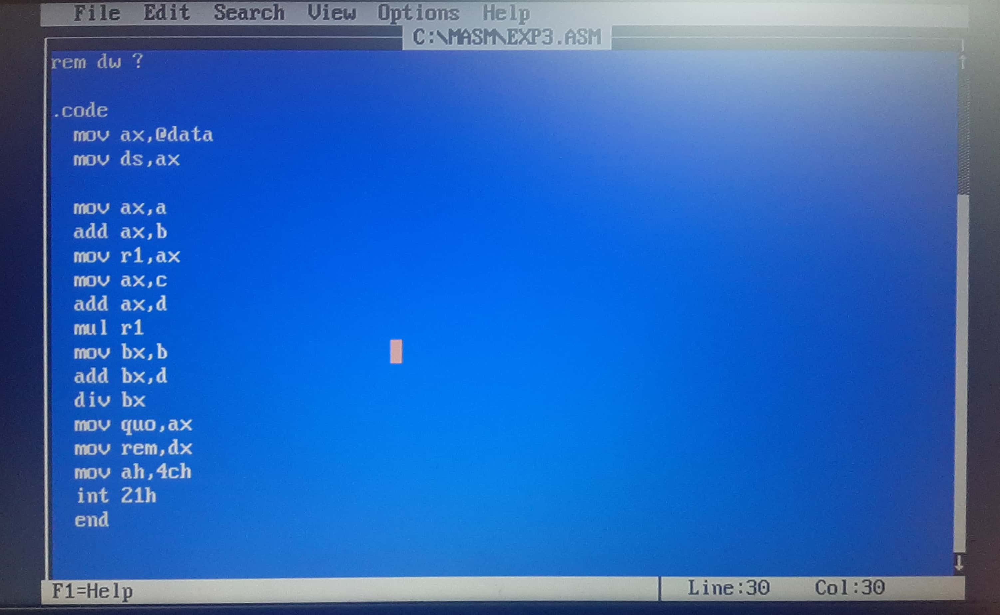 File Edit Search View Options Help
C:\MASM\EXP3.ASM
rem dw ?
.code
mov ax,@data
mov ds,ax
mov ax,a
add ax,b
mov r1,ax
mov ax,c
add ax,d
mul r1
mov bx,b
add bx,d
div bx
mov quo,ax
mov rem,dx
mov ah,4ch
int 21h
end
F1=Help Line:30 Col:30